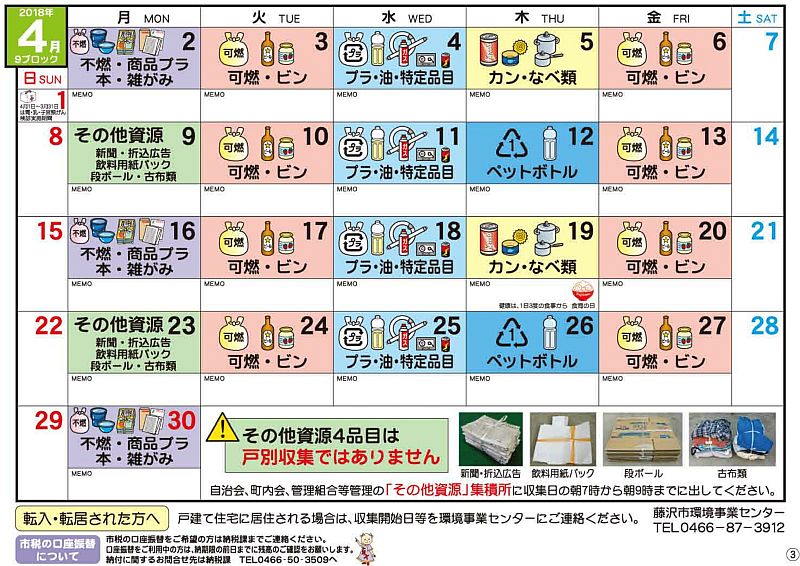 2018年
4月
9ブロック
月 MON
火 TUE
水 WED
木 THU
金 FRI
土 SAT
日 SUN
1
4月1日~3月31日
は胃・乳・子宮頸がん
検診実施期間
2
不燃
不燃・商品プラ
本・雑がみ
MEMO
3
可燃
可燃・ビン
MEMO
4
プラ
プラ・油・特定品目
MEMO
5
カン・なべ類
MEMO
6
可燃
可燃・ビン
MEMO
7
8
その他資源 9
新聞・折込広告
飲料用紙パック
段ボール・古布類
MEMO
10
可燃
可燃・ビン
MEMO
11
プラ
プラ・油・特定品目
MEMO
12
1
ペットボトル
MEMO
13
可燃
可燃・ビン
MEMO
14
15
16
不燃
不燃・商品プラ
本・雑がみ
MEMO
17
可燃
可燃・ビン
MEMO
18
プラ
プラ・油・特定品目
MEMO
19
カン・なべ類
MEMO
健康は、1日3度の食事から 食育の日
20
可燃
可燃・ビン
MEMO
21
22
その他資源 23
新聞・折込広告
飲料用紙パック
段ボール・古布類
MEMO
24
可燃
可燃・ビン
MEMO
25
プラ
プラ・油・特定品目
MEMO
26
1
ペットボトル
MEMO
27
可燃
可燃・ビン
MEMO
28
29
30
不燃
不燃・商品プラ
本・雑がみ
MEMO
その他資源4品目は
戸別収集ではありません
新聞・折込広告
飲料用紙パック
段ボール
古布類
自治会、町内会、管理組合等管理の「その他資源」集積所に収集日の朝7時から朝9時までに出してください。
転入・転居された方へ
戸建て住宅に居住される場合は、収集開始日等を環境事業センターにご連絡ください。
藤沢市環境事業センター
TEL0466-87-3912
市税の口座振替
について
市税の口座振替をご希望の方は納税課までご連絡ください。
口座振替をご利用中の方は、納期限の前日までに残高のご確認をお願いします。
納付に関するお問合せ先は納税課 TEL0466-50-3509へ
3